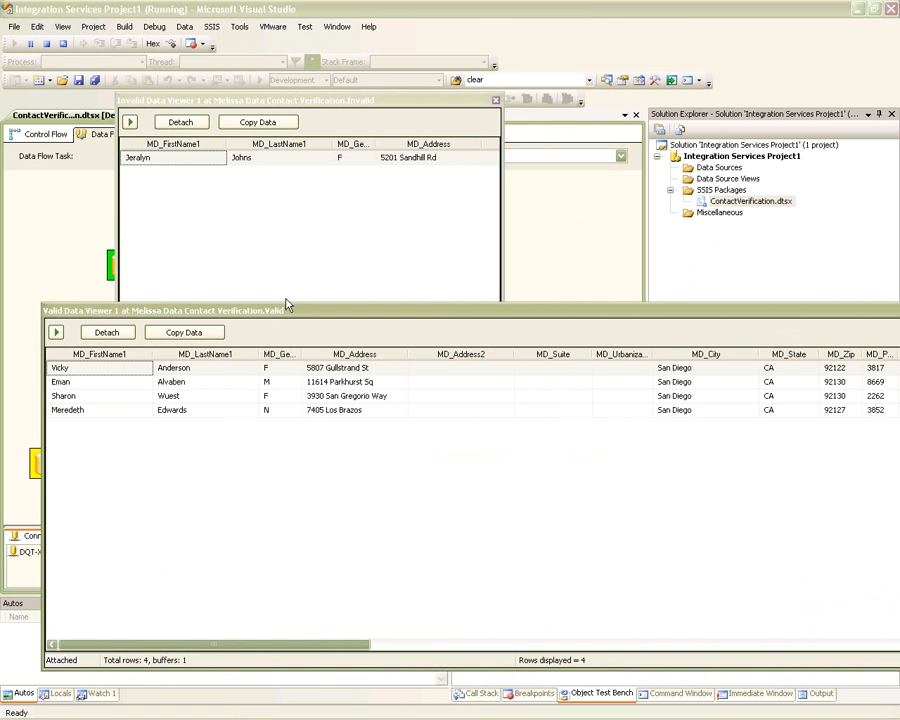 Integration Services Project1 (Running) - Microsoft Visual Studio
File Edit View Project Build Debug Data SSIS Tools Format VMware Test Window Help
Hex
Process: Thread: Stack Frame:
Development Default clear
Invalid Data Viewer 1 at Melissa Data Contact Verification.Invalid
ContactVerific...n.dtsx [De
Detach Copy Data
Solution Explorer - Solution 'Integration Services Project1' (...
Control Flow Data F
MD_FirstName1 MD_LastName1 MD_Ge... MD_Address
Data Flow Task:
Jeralyn Johns F 5201 Sandhill Rd
Solution 'Integration Services Project1' (1 project)
Integration Services Project1
Data Sources
Data Source Views
SSIS Packages
ContactVerification.dtsx
Miscellaneous
Valid Data Viewer 1 at Melissa Data Contact Verification.Valid
Detach Copy Data
MD_FirstName1 MD_LastName1 MD_Ge... MD_Address MD_Address2 MD_Suite MD_Urbaniza... MD_City MD_State MD_Zip MD_P...
Vicky Anderson F 5807 Gullstrand St San Diego CA 92122 3817
Eman Alvaben M 11614 Parkhurst Sq San Diego CA 92130 8669
Sharon Wuest F 3930 San Gregorio Way San Diego CA 92130 2262
Meredeth Edwards N 7405 Los Brazos San Diego CA 92127 3852
Conn
DQT-X
Autos
Name
Attached Total rows: 4, buffers: 1 Rows displayed = 4
Autos Locals Watch 1 Call Stack Breakpoints Object Test Bench Command Window Immediate Window Output
Ready